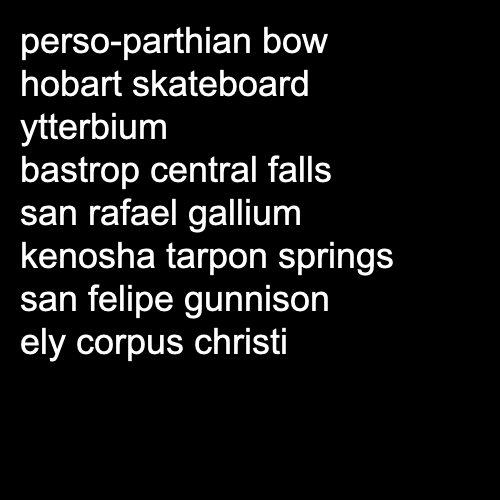 perso-parthian bow
hobart skateboard
ytterbium
bastrop central falls
san rafael gallium
kenosha tarpon springs
san felipe gunnison
ely corpus christi